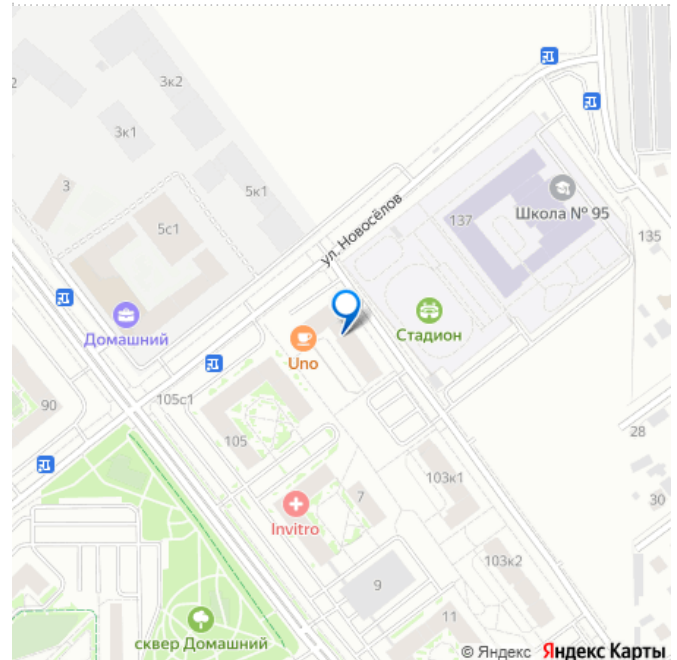 3к2
2
3к1
3
5к1
5с1
ул. Новосёлов
137
Школа № 95
135
Домашний
Стадион
Uno
105с1
90
105
28
103к1
7
30
Invitro
103к2
9
11
сквер Домашний
© Яндекс Яндекс Карты